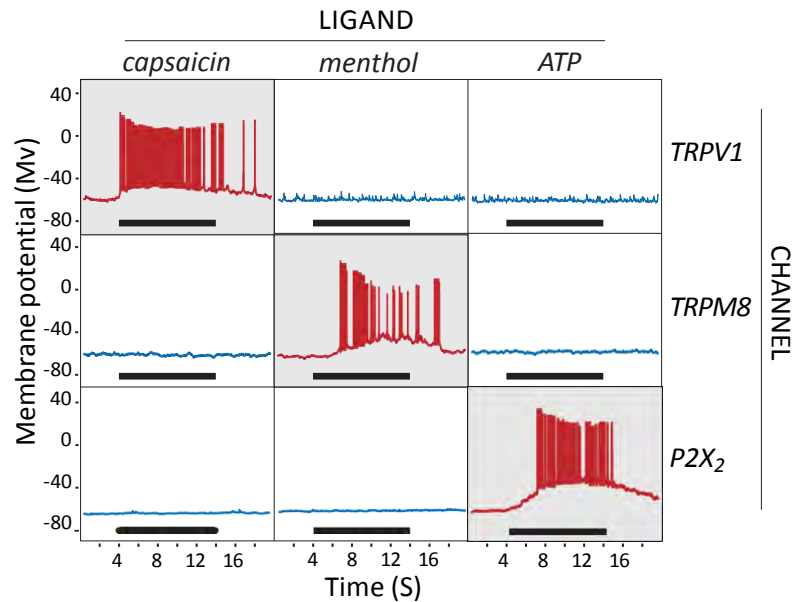 LIGAND
capsaicin menthol ATP
40
0
-40
-80
TRPV1
40
0
-40
-80
TRPM8
40
0
-40
-80
P2X₂
Membrane potential (Mv)
CHANNEL
4 8 12 16 4 8 12 16 4 8 12 16
Time (S)